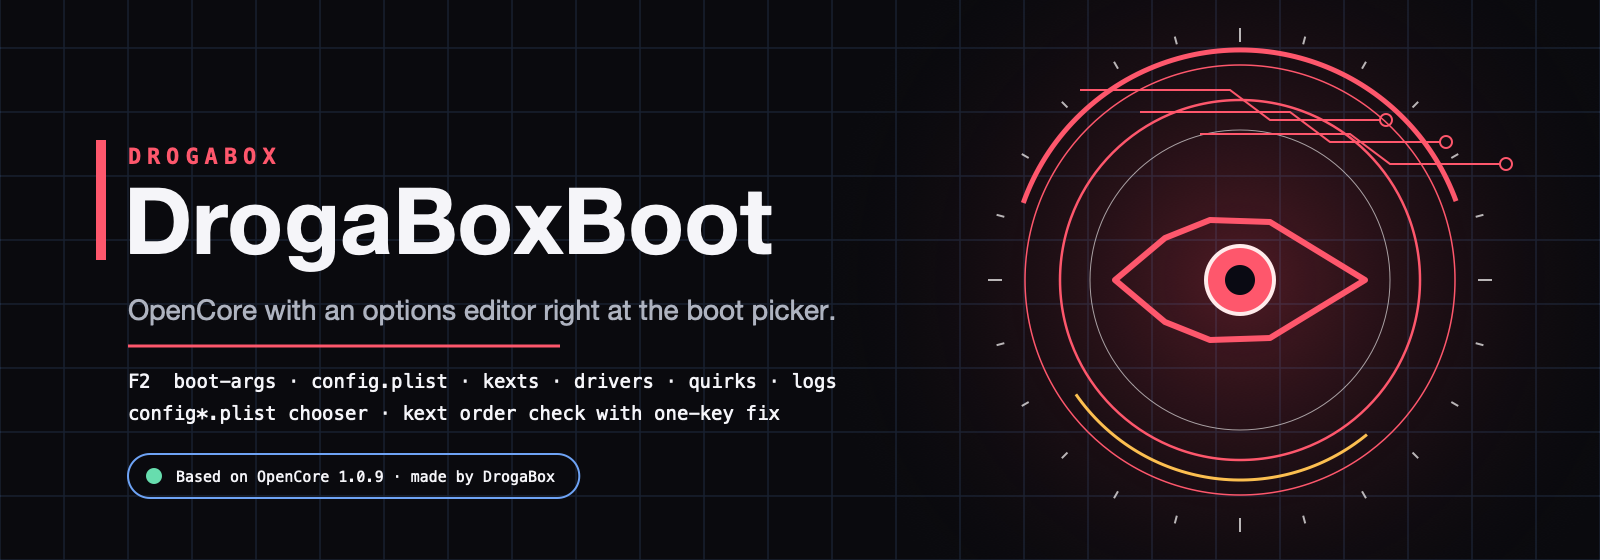 DROGABOX
DrogaBoxBoot
OpenCore with an options editor right at the boot picker.
F2 boot-args · config.plist · kexts · drivers · quirks · logs
config*.plist chooser · kext order check with one-key fix
Based on OpenCore 1.0.9 · made by DrogaBox